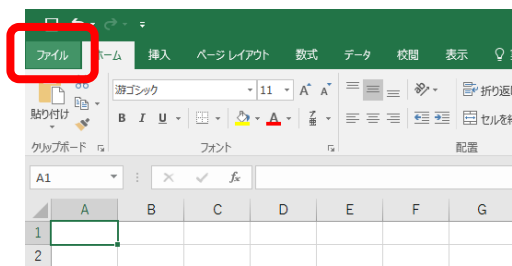 ファイル ホーム 挿入 ページ レイアウト 数式 データ 校閲 表示
游ゴシック 11 A A
貼り付け B I U A 折り返
セルを
クリップボード フォント 配置
A1 fx
A B C D E F G
1
2